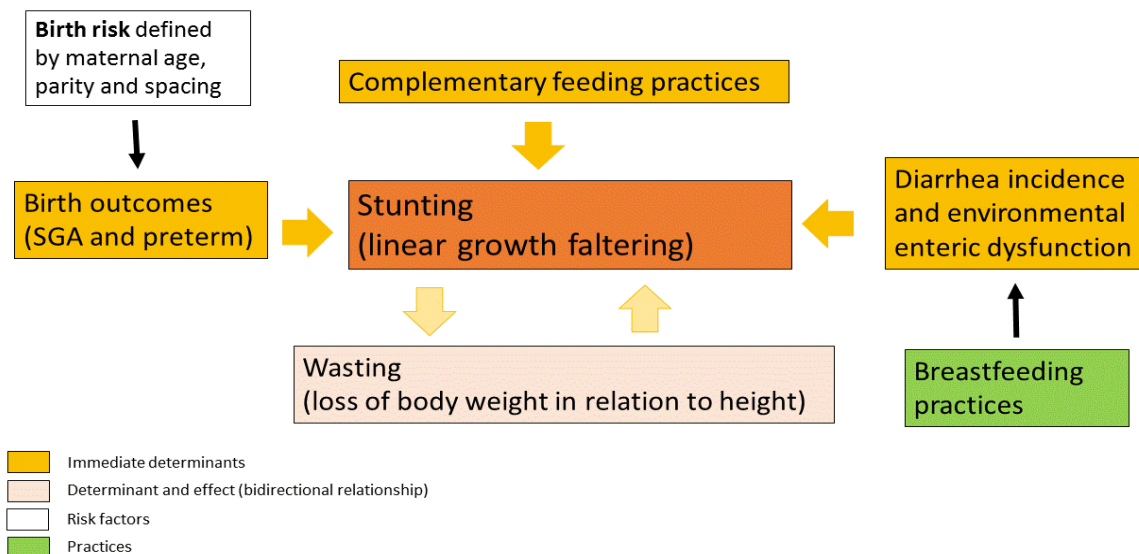 Birth risk defined
by maternal age,
parity and spacing
Complementary feeding practices
Birth outcomes
(SGA and preterm)
Stunting
(linear growth faltering)
Diarrhea incidence
and environmental
enteric dysfunction
Wasting
(loss of body weight in relation to height)
Breastfeeding
practices
Immediate determinants
Determinant and effect (bidirectional relationship)
Risk factors
Practices